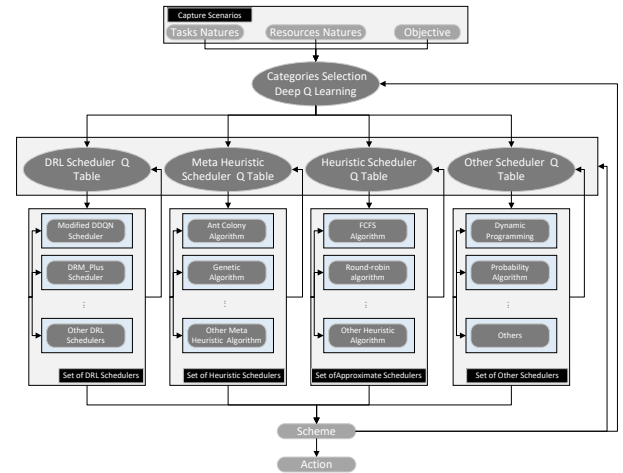 Capture Scenarios
Tasks Natures
Resources Natures
Objective
Categories Selection
Deep Q Learning
DRL Scheduler Q
Table
Meta Heuristic
Scheduler Q Table
Heuristic Scheduler
Q Table
Other Scheduler Q
Table
Modified DDQN
Scheduler
DRM_Plus
Scheduler
...
Other DRL
Schedulers
Set of DRL Schedulers
Ant Colony
Algorithm
Genetic
Algorithm
...
Other Meta
Heuristic Algorithm
Set of Heuristic Schedulers
FCFS
Algorithm
Round-robin
algorithm
...
Other Heuristic
Algorithm
Set ofApproximate Schedulers
Dynamic
Programming
Probability
Algorithm
...
Others
Set of Other Schedulers
Scheme
Action